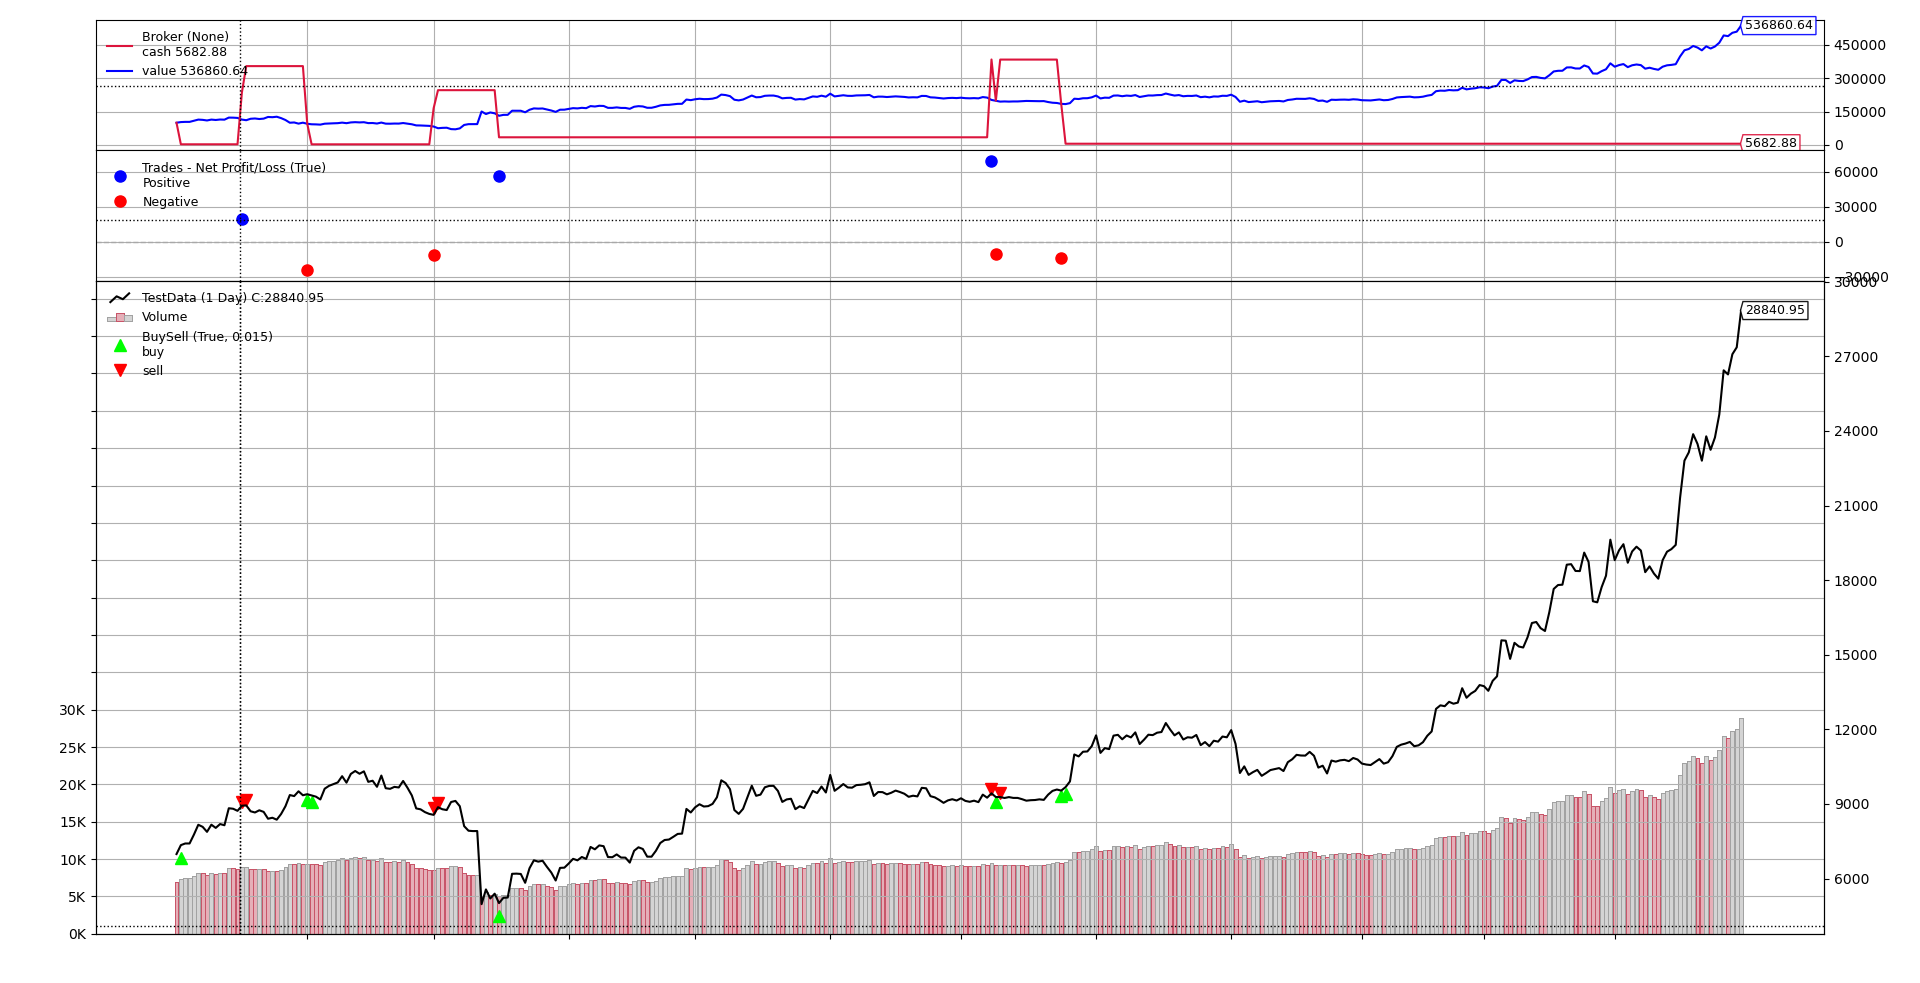 Broker (None)
cash 5682.88
value 536860.64
536860.64
450000
300000
150000
0
5682.88
Trades - Net Profit/Loss (True)
Positive
Negative
60000
30000
0
−30000
TestData (1 Day) C:28840.95
Volume
BuySell (True, 0.015)
buy
sell
30000
28840.95
27000
24000
21000
18000
15000
12000
9000
6000
30K
25K
20K
15K
10K
5K
0K